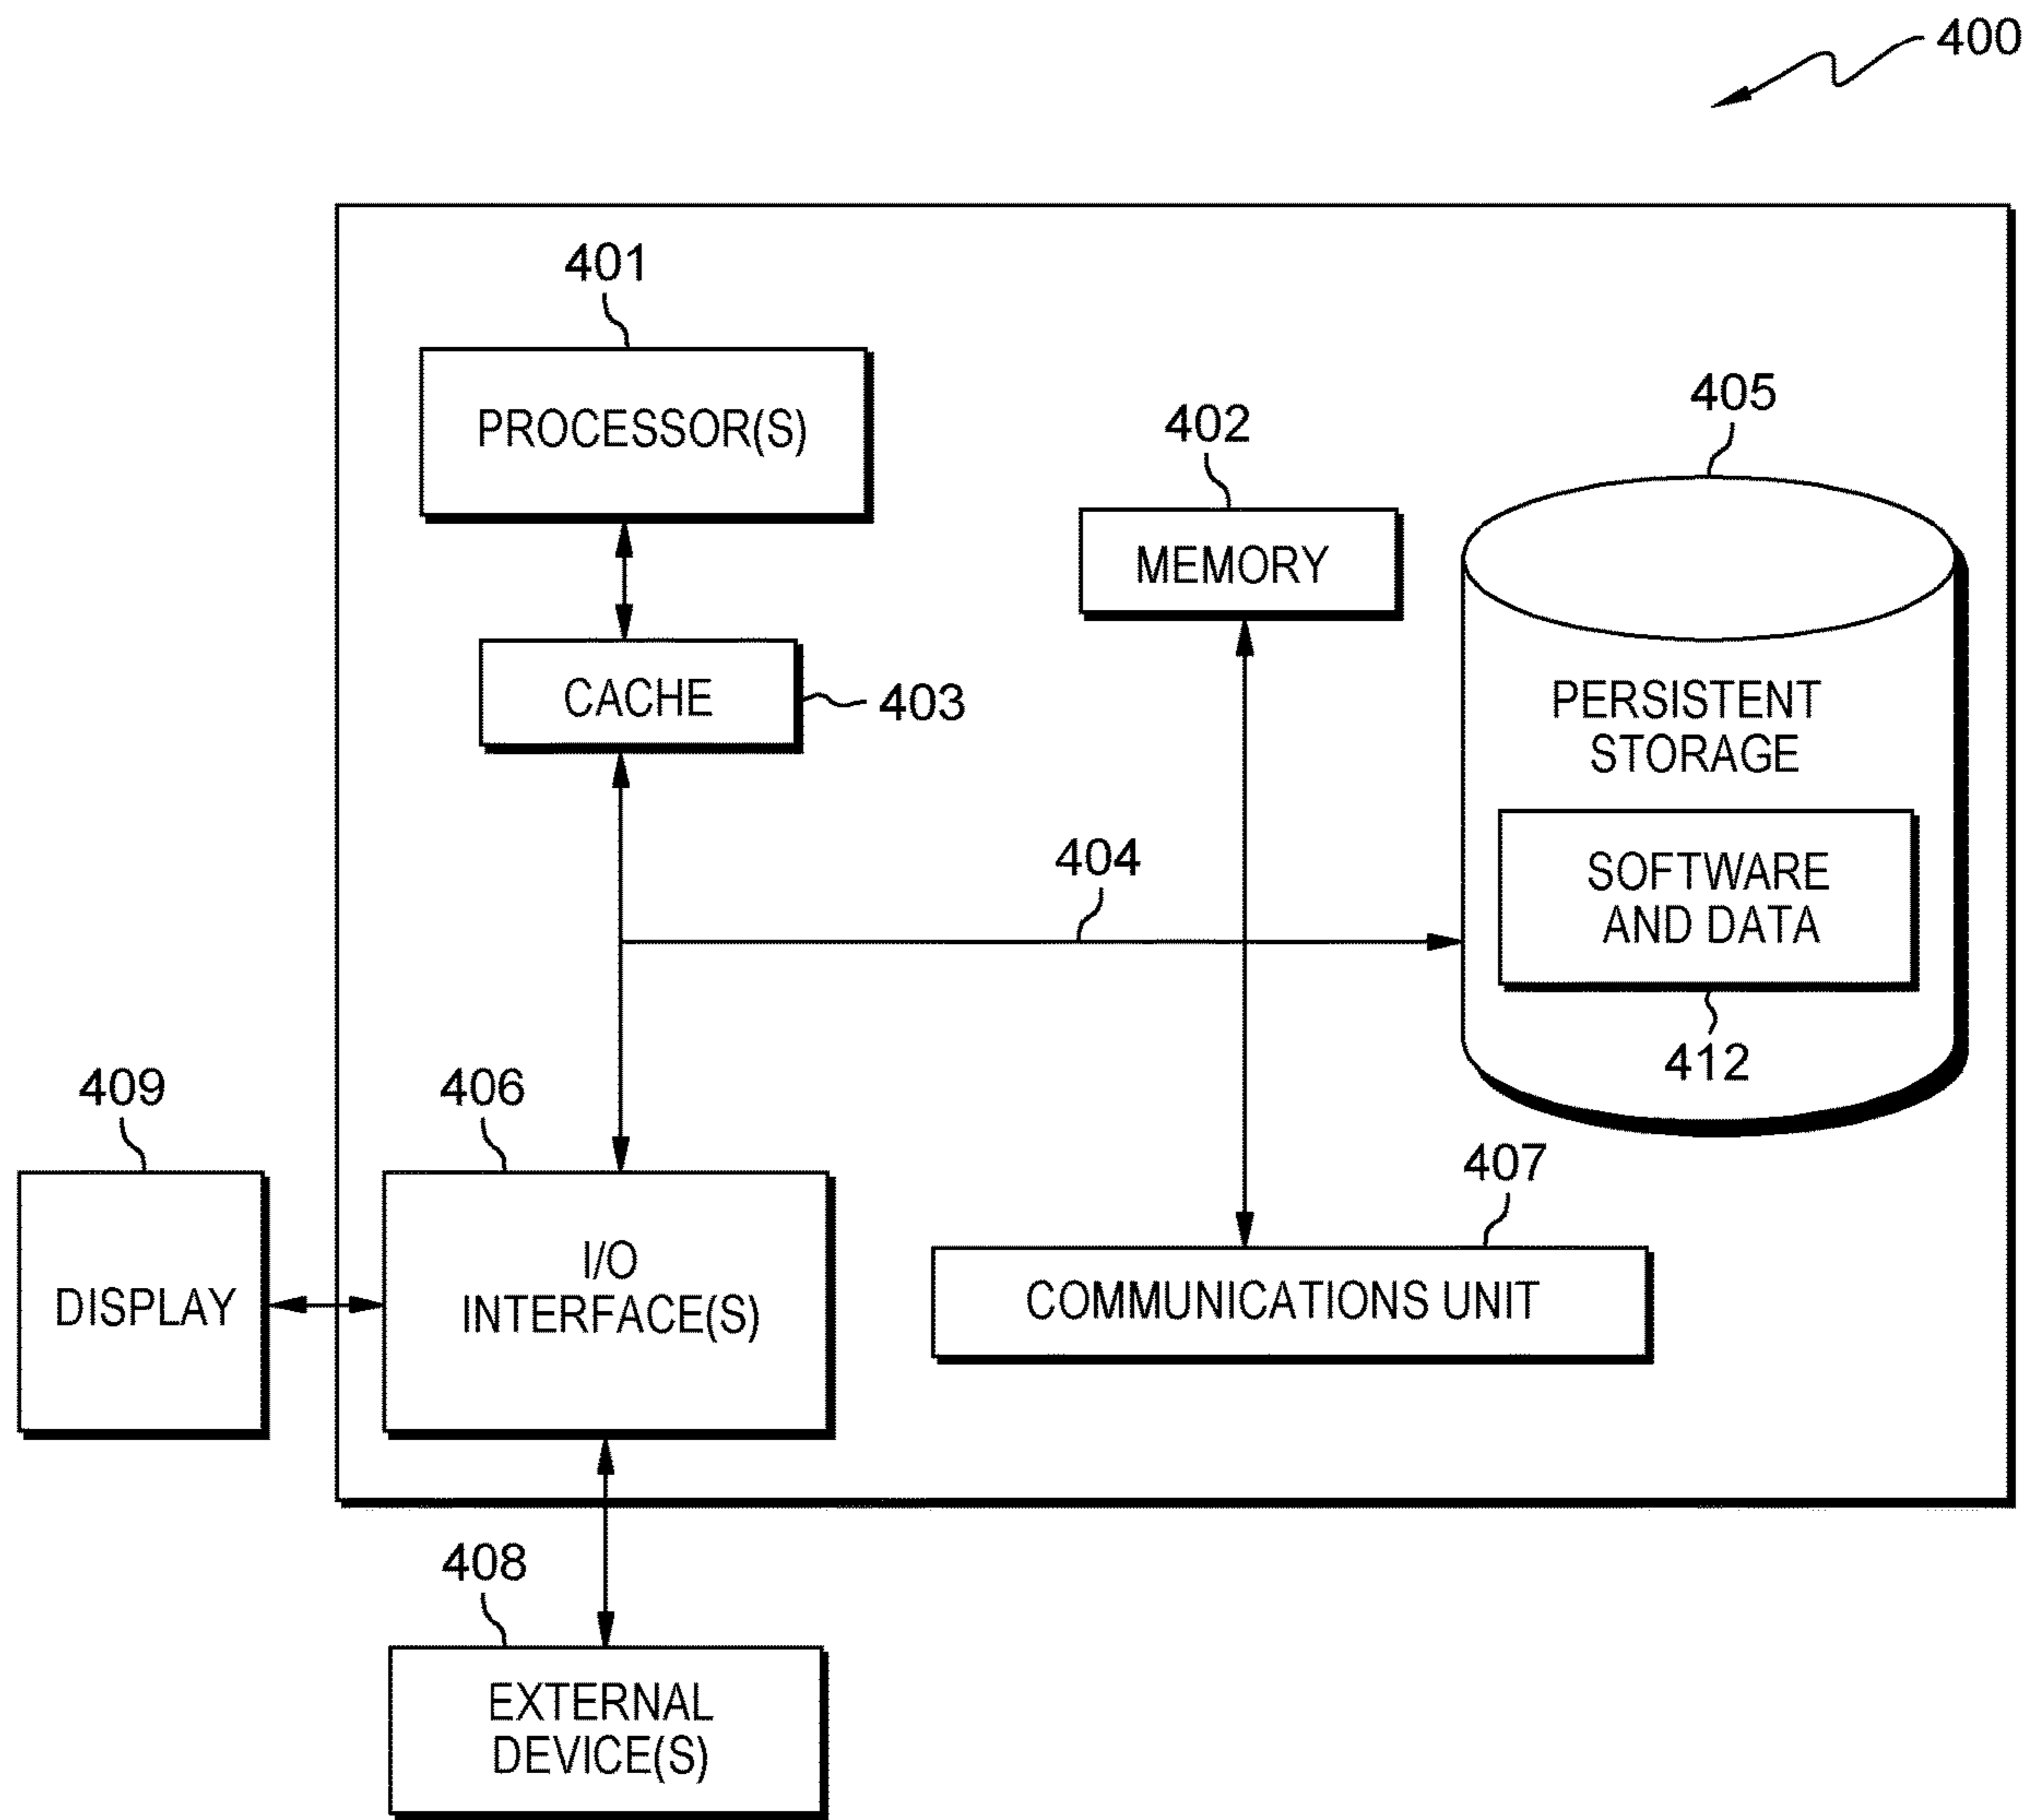 400
401
PROCESSOR(S)
402
MEMORY
405
CACHE
403
PERSISTENT
STORAGE
404
SOFTWARE
AND DATA
412
409
DISPLAY
406
I/O
INTERFACE(S)
407
COMMUNICATIONS UNIT
408
EXTERNAL
DEVICE(S)